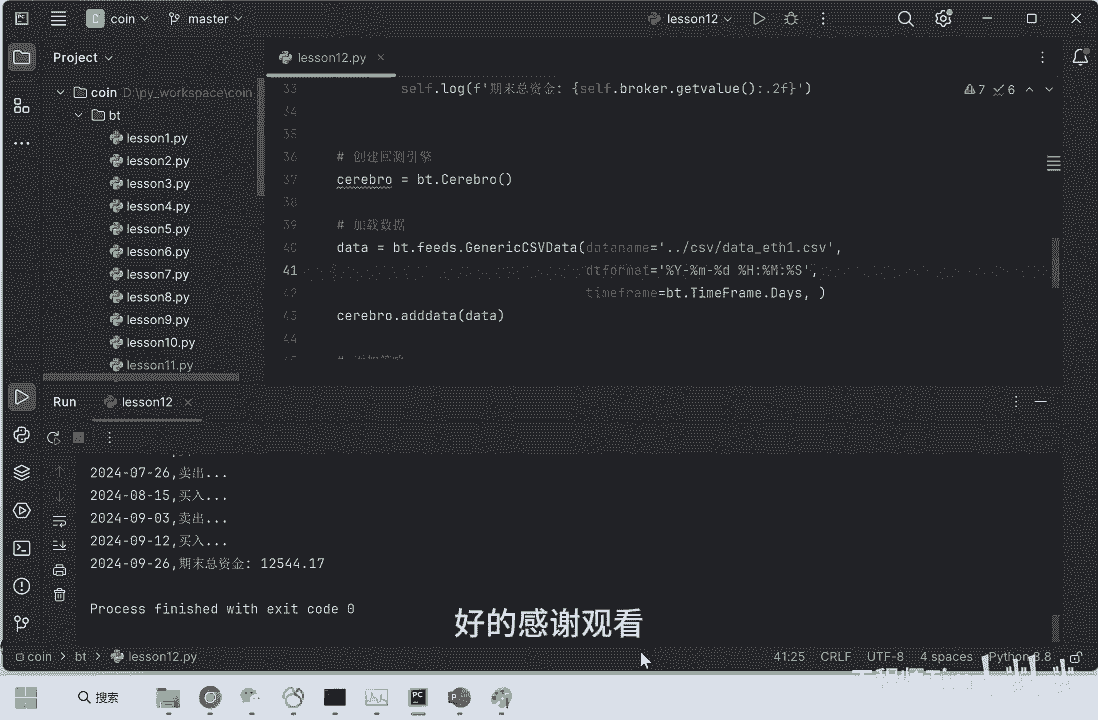 coin
master
lesson12
Project
lesson12.py
coin D:\py_workspace\coin
bt
lesson1.py
lesson2.py
lesson3.py
lesson4.py
lesson5.py
lesson6.py
lesson7.py
lesson8.py
lesson9.py
lesson10.py
lesson11.py
33 self.log(f'期末总资金: {self.broker.getvalue():.2f}')
7 6
34
35
36 # 创建回测引擎
37 cerebro = bt.Cerebro()
38
39 # 加载数据
40 data = bt.feeds.GenericCSVData(dataname='../csv/data_eth1.csv',
41 dtformat='%Y-%m-%d %H:%M:%S',
42 timeframe=bt.TimeFrame.Days, )
43 cerebro.adddata(data)
44
Run
lesson12
2024-07-26,卖出...
2024-08-15,买入...
2024-09-03,卖出...
2024-09-12,买入...
2024-09-26,期末总资金: 12544.17
Process finished with exit code 0
好的感谢观看
coin > bt > lesson12.py
41:25 CRLF UTF-8 4 spaces Python 3.8
搜索